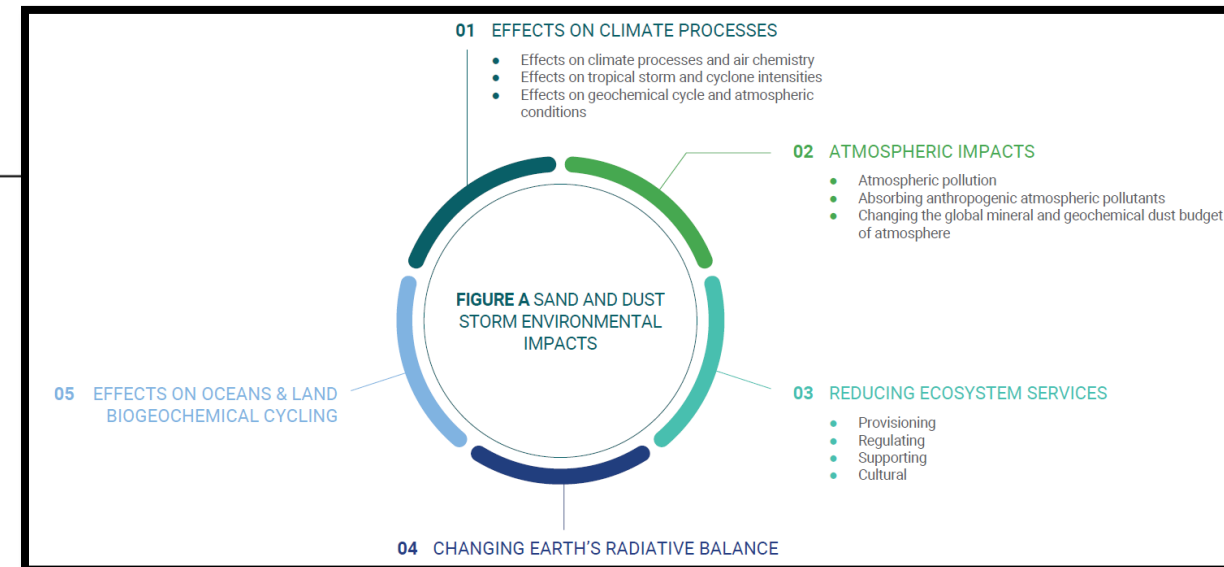 01 EFFECTS ON CLIMATE PROCESSES
● Effects on climate processes and air chemistry
● Effects on tropical storm and cyclone intensities
● Effects on geochemical cycle and atmospheric
conditions
02 ATMOSPHERIC IMPACTS
● Atmospheric pollution
● Absorbing anthropogenic atmospheric pollutants
● Changing the global mineral and geochemical dust budget
of atmosphere
FIGURE A SAND AND DUST
STORM ENVIRONMENTAL
IMPACTS
03 REDUCING ECOSYSTEM SERVICES
● Provisioning
● Regulating
● Supporting
● Cultural
04 CHANGING EARTH'S RADIATIVE BALANCE
05 EFFECTS ON OCEANS & LAND
BIOGEOCHEMICAL CYCLING